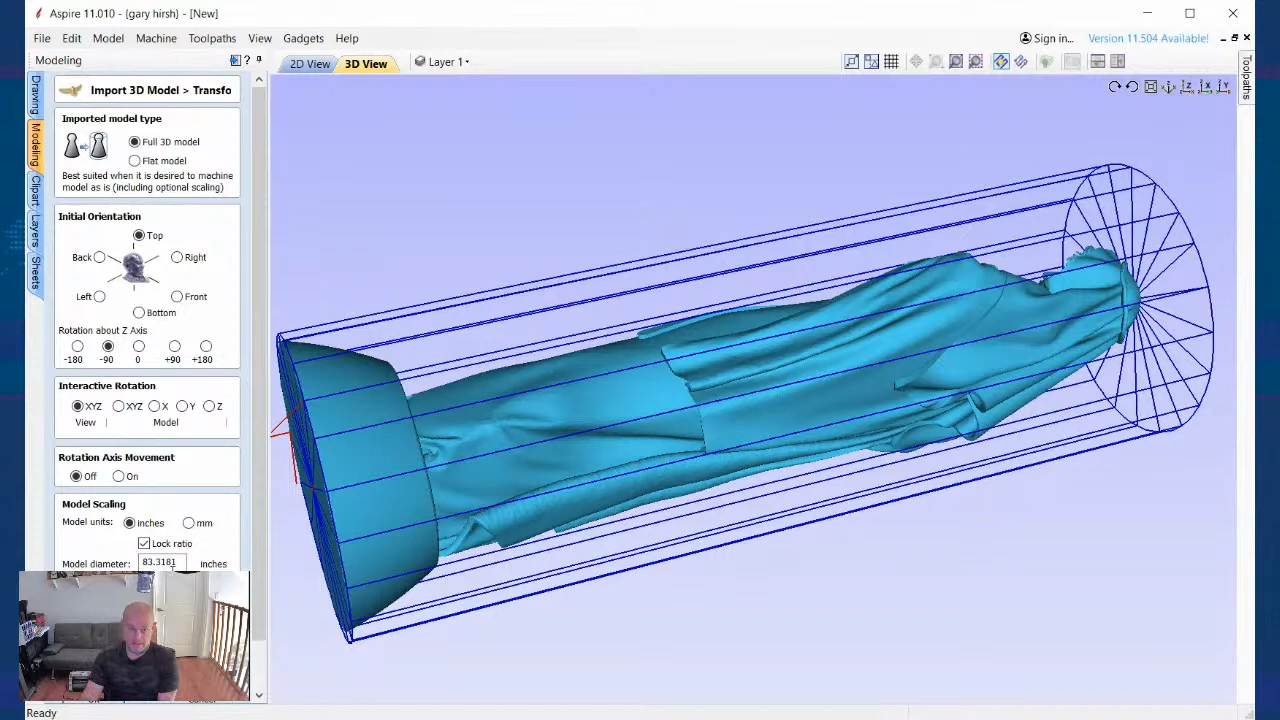 Aspire 11.010 - {gary hirsh} - [New]
File Edit Model Machine Toolpaths View Gadgets Help
Sign in... Version 11.504 Available!
Modeling
2D View 3D View Layer 1
Toolpaths
Drawing
Modeling
Clipart
Layers
Sheets
Import 3D Model > Transfo
Imported model type
Full 3D model
Flat model
Best suited when it is desired to machine
model as is (including optional scaling)
Initial Orientation
Top
Back Right
Left Front
Bottom
Rotation about Z Axis
-180 -90 0 +90 +180
Interactive Rotation
XYZ XYZ X Y Z
View | Model |
Rotation Axis Movement
Off On
Model Scaling
Model units: inches mm
Lock ratio
Model diameter: 83.3181 inches
Ready